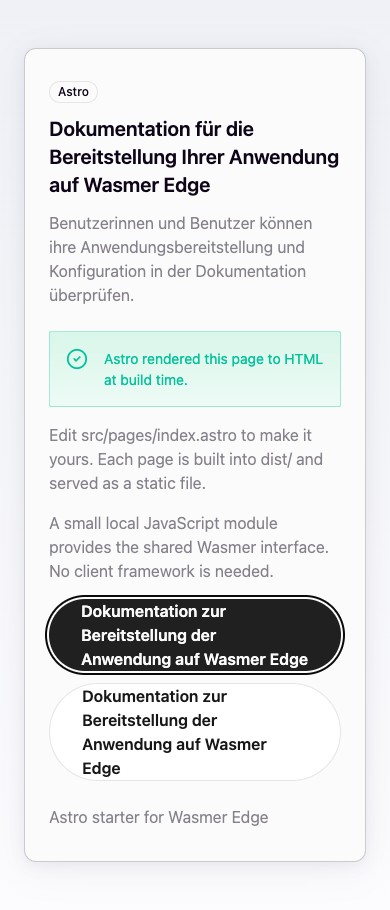 Astro
Dokumentation für die
Bereitstellung Ihrer Anwendung
auf Wasmer Edge
Benutzerinnen und Benutzer können
ihre Anwendungsbereitstellung und
Konfiguration in der Dokumentation
überprüfen.
Astro rendered this page to HTML
at build time.
Edit src/pages/index.astro to make it
yours. Each page is built into dist/ and
served as a static file.
A small local JavaScript module
provides the shared Wasmer interface.
No client framework is needed.
Dokumentation zur
Bereitstellung der
Anwendung auf Wasmer Edge
Dokumentation zur
Bereitstellung der
Anwendung auf Wasmer
Edge
Astro starter for Wasmer Edge